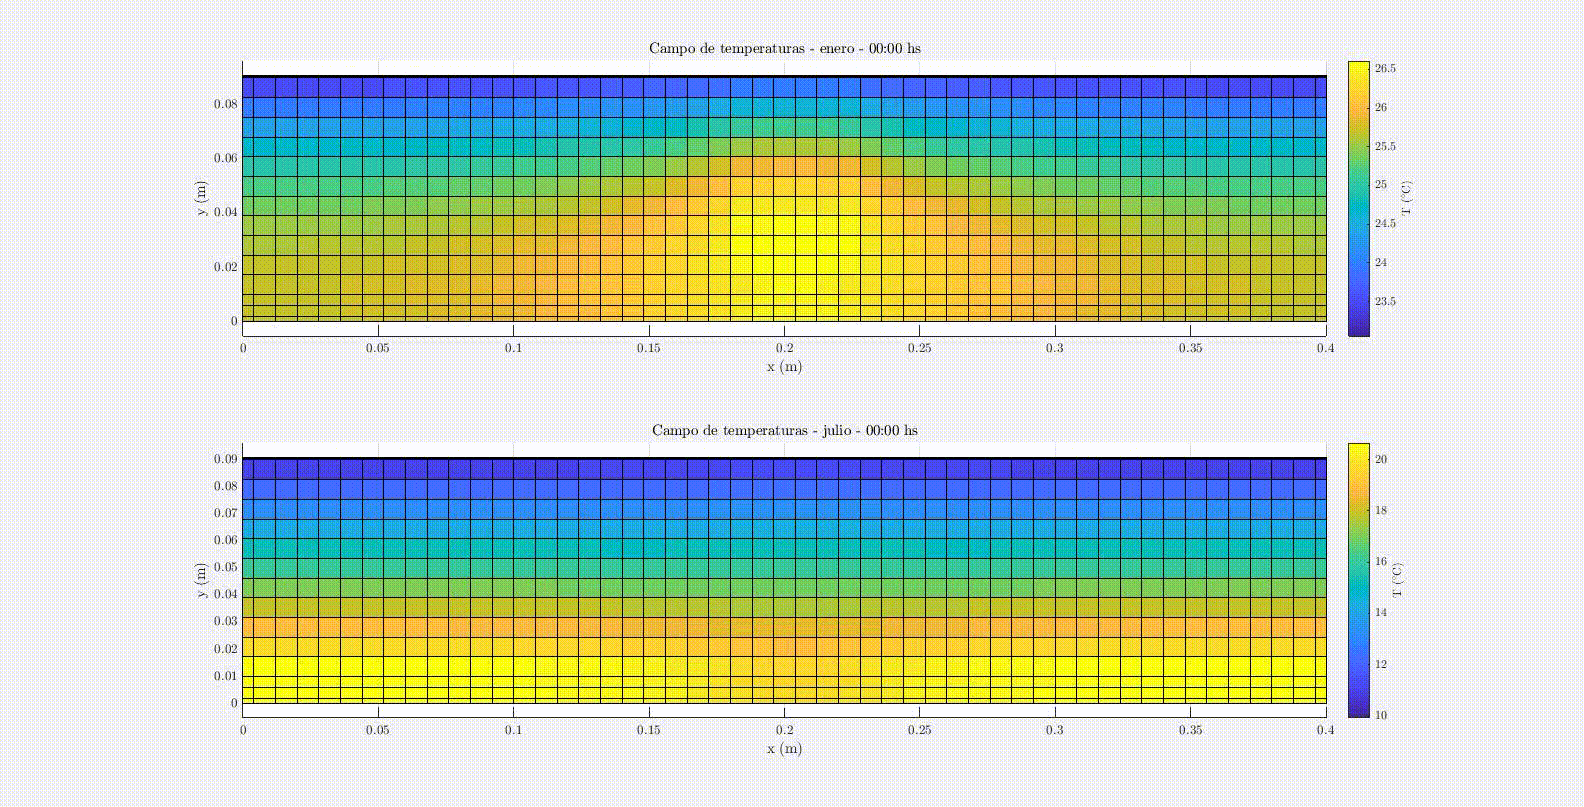 Campo de temperaturas - enero - 00:00 hs
26.5
26
25.5
25
24.5
24
23.5
T (°C)
0.08
0.06
0.04
0.02
0
y (m)
0 0.05 0.1 0.15 0.2 0.25 0.3 0.35 0.4
x (m)
Campo de temperaturas - julio - 00:00 hs
20
18
16
14
12
10
T (°C)
0.09
0.08
0.07
0.06
0.05
0.04
0.03
0.02
0.01
0
y (m)
0 0.05 0.1 0.15 0.2 0.25 0.3 0.35 0.4
x (m)